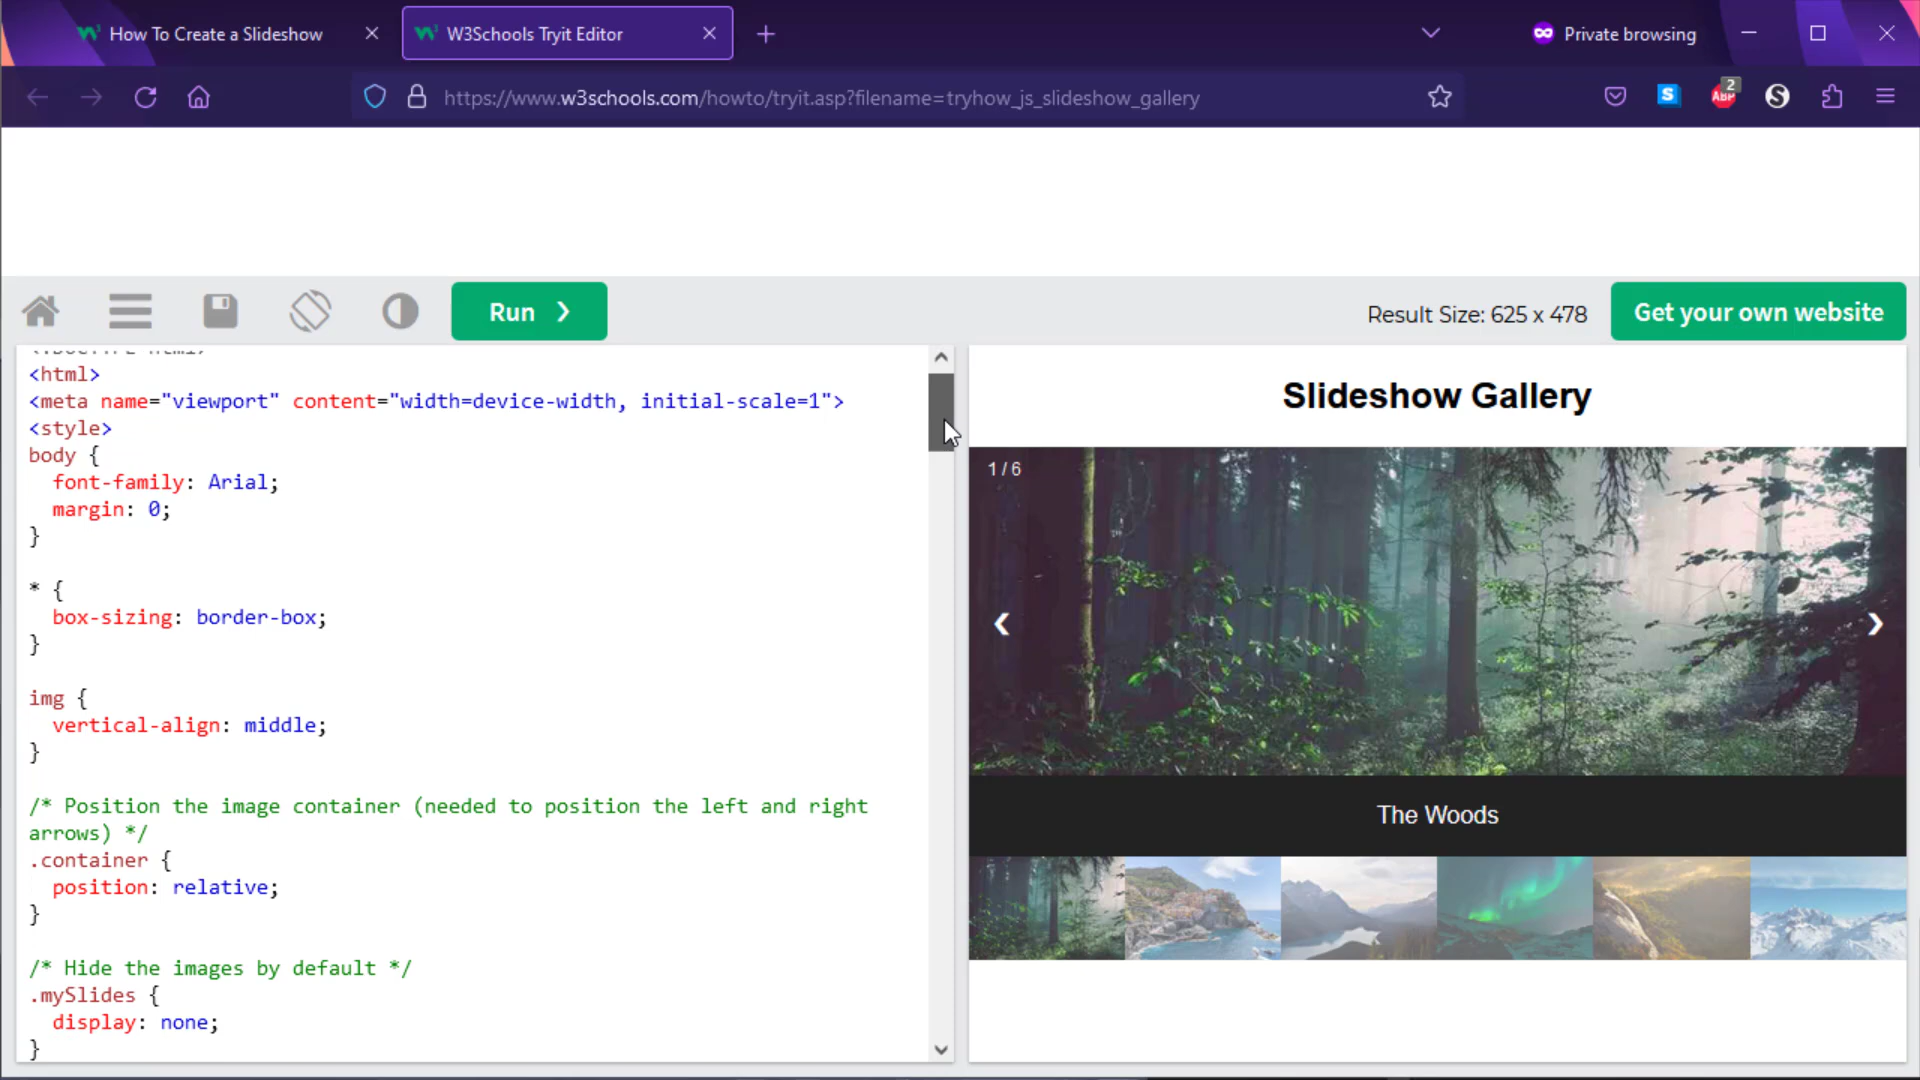 How To Create a Slideshow
W3Schools Tryit Editor
Private browsing
https://www.w3schools.com/howto/tryit.asp?filename=tryhow_js_slideshow_gallery
S
ABP
2
S
Run ❯
Result Size: 625 x 478
Get your own website
<!DOCTYPE html>
<html>
<meta name="viewport" content="width=device-width, initial-scale=1">
<style>
body {
  font-family: Arial;
  margin: 0;
}
* {
  box-sizing: border-box;
}
img {
  vertical-align: middle;
}
/* Position the image container (needed to position the left and right
arrows) */
.container {
  position: relative;
}
/* Hide the images by default */
.mySlides {
  display: none;
}
Slideshow Gallery
1 / 6
❮
❯
The Woods